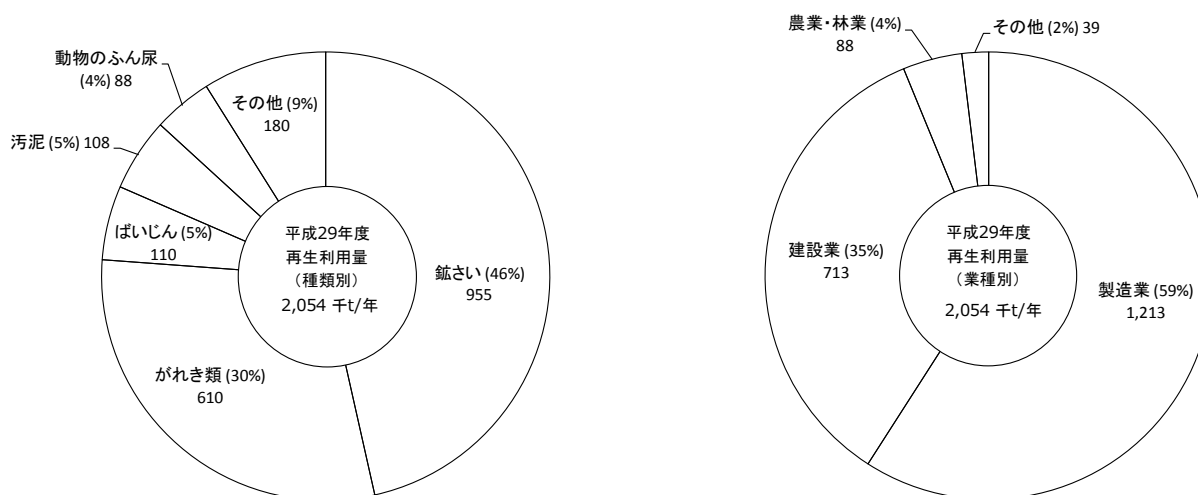 動物のふん尿
(4%) 88
その他 (9%)
180
汚泥 (5%) 108
ばいじん (5%)
110
平成29年度
再生利用量
(種類別)
2,054 千t/年
鉱さい (46%)
955
がれき類 (30%)
610
農業・林業 (4%)
88
その他 (2%) 39
建設業 (35%)
713
平成29年度
再生利用量
(業種別)
2,054 千t/年
製造業 (59%)
1,213